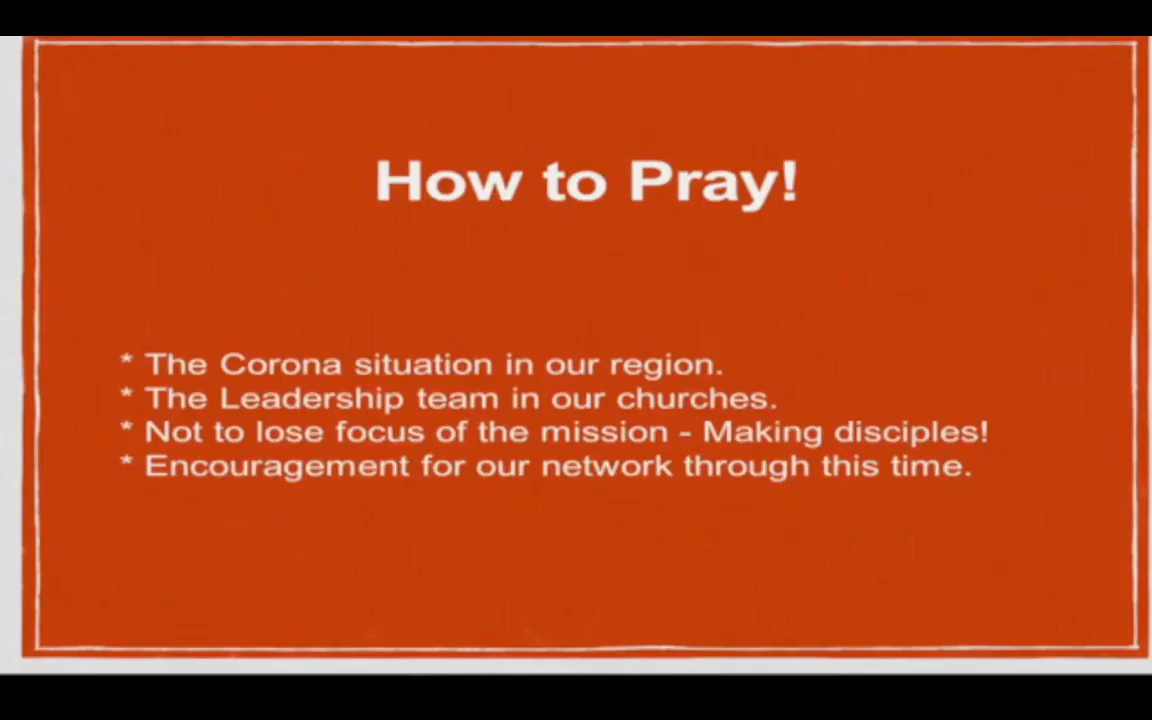 How to Pray!
* The Corona situation in our region.
* The Leadership team in our churches.
* Not to lose focus of the mission - Making disciples!
* Encouragement for our network through this time.